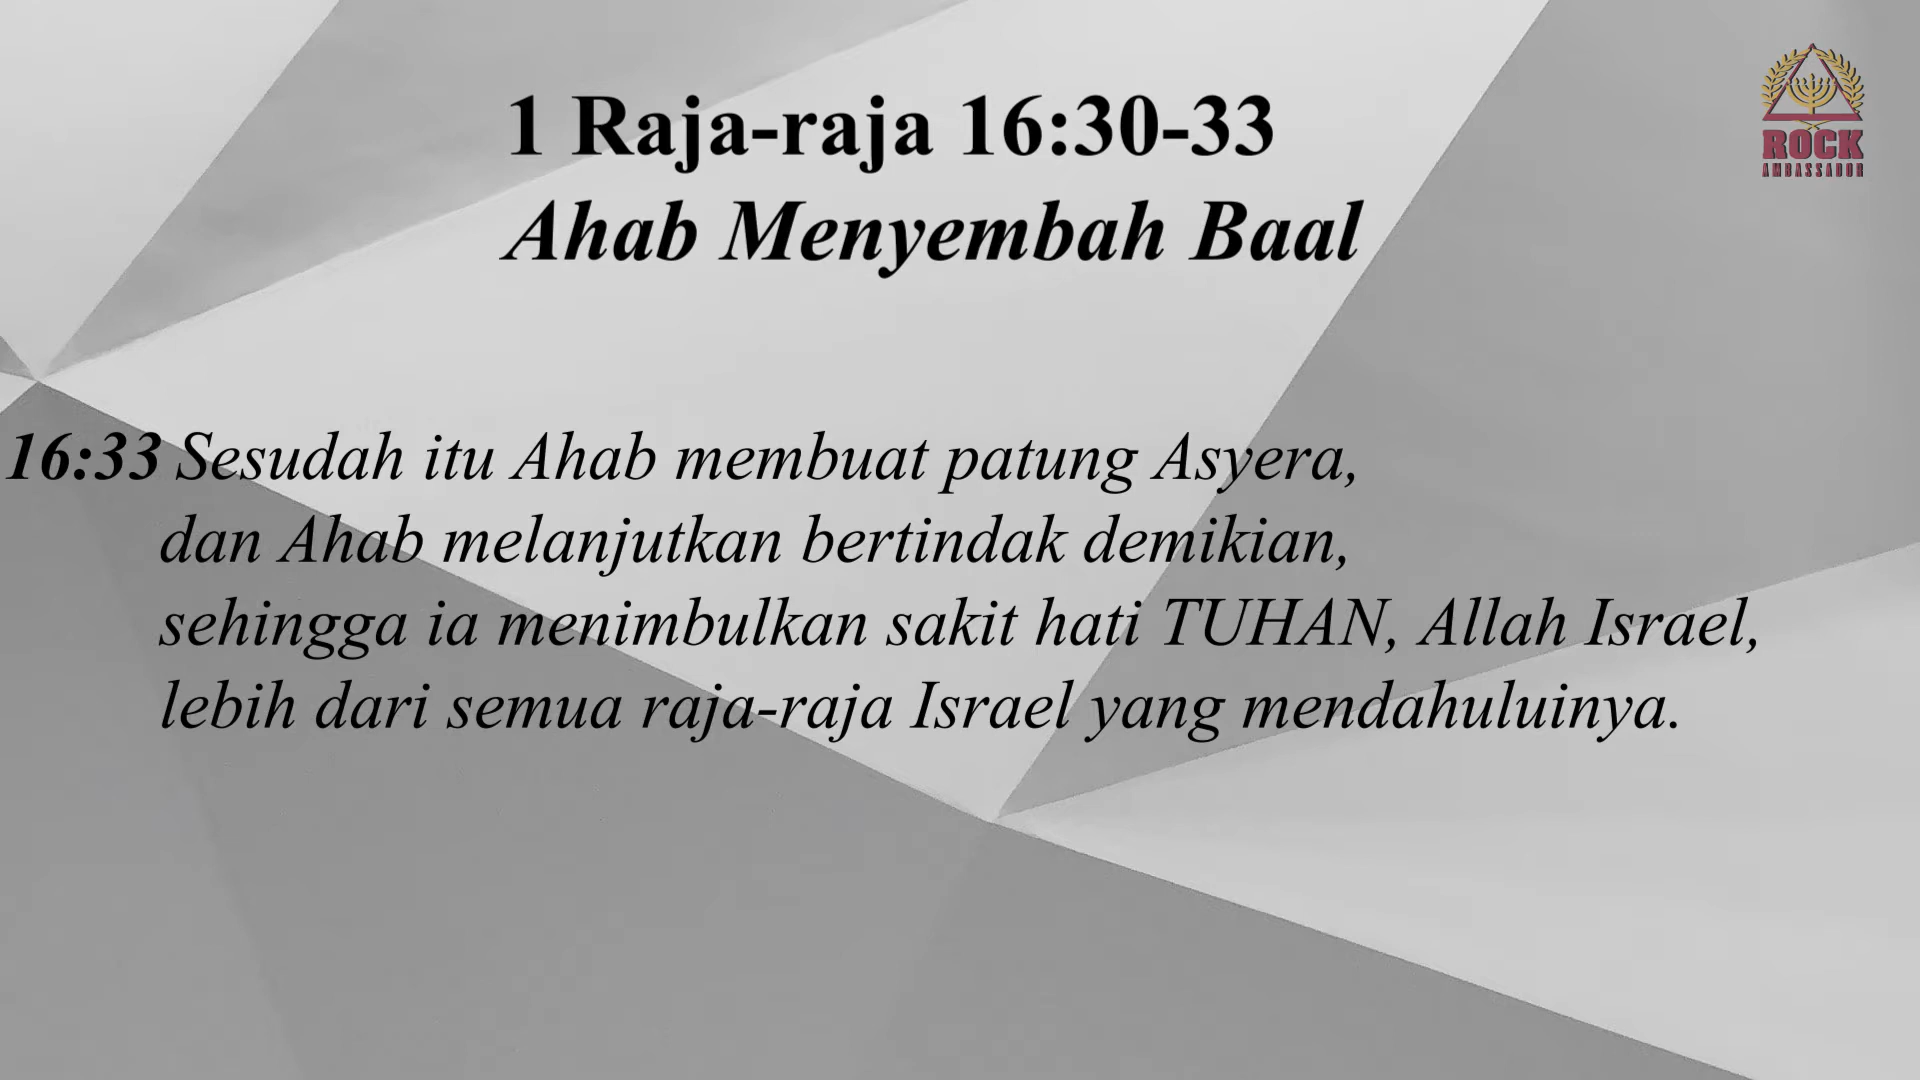 1 Raja-raja 16:30-33
Ahab Menyembah Baal
ROCK
AMBASSADOR
16:33 Sesudah itu Ahab membuat patung Asyera,
dan Ahab melanjutkan bertindak demikian,
sehingga ia menimbulkan sakit hati TUHAN, Allah Israel,
lebih dari semua raja-raja Israel yang mendahuluinya.